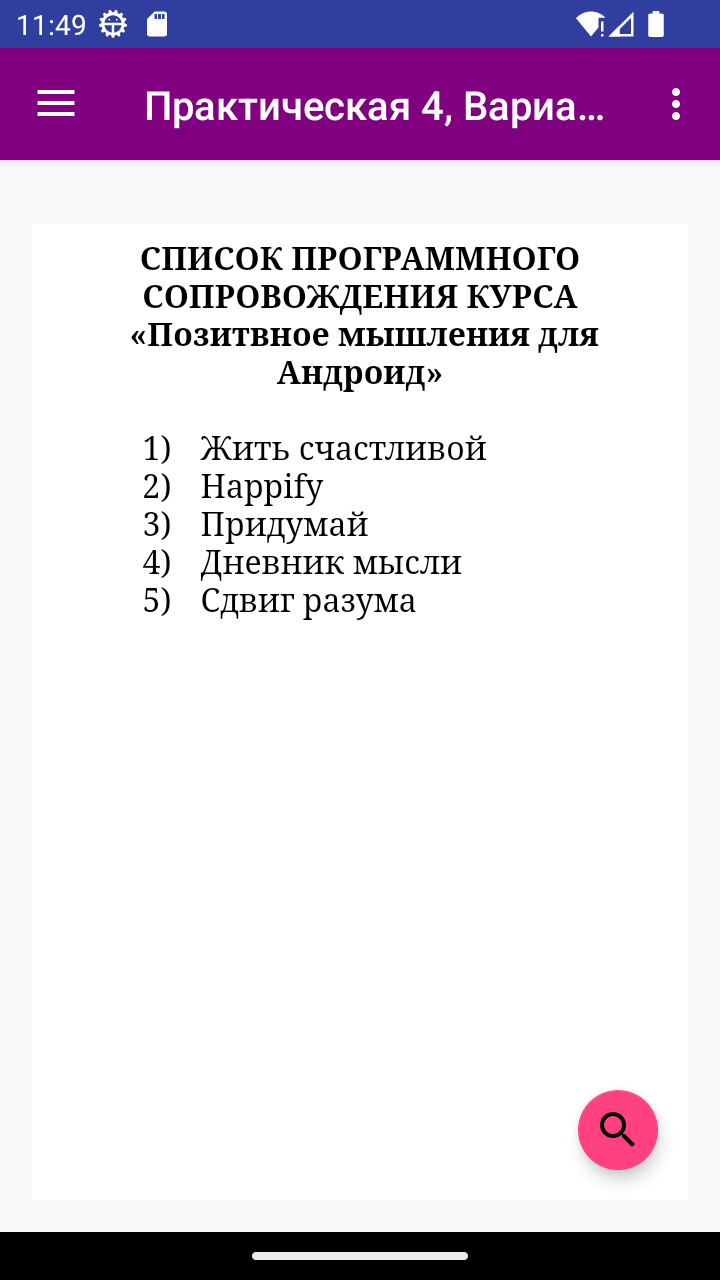 11:49
Практическая 4, Вариа...
СПИСОК ПРОГРАММНОГО
СОПРОВОЖДЕНИЯ КУРСА
«Позитвное мышления для
Андроид»
1) Жить счастливой
2) Happify
3) Придумай
4) Дневник мысли
5) Сдвиг разума